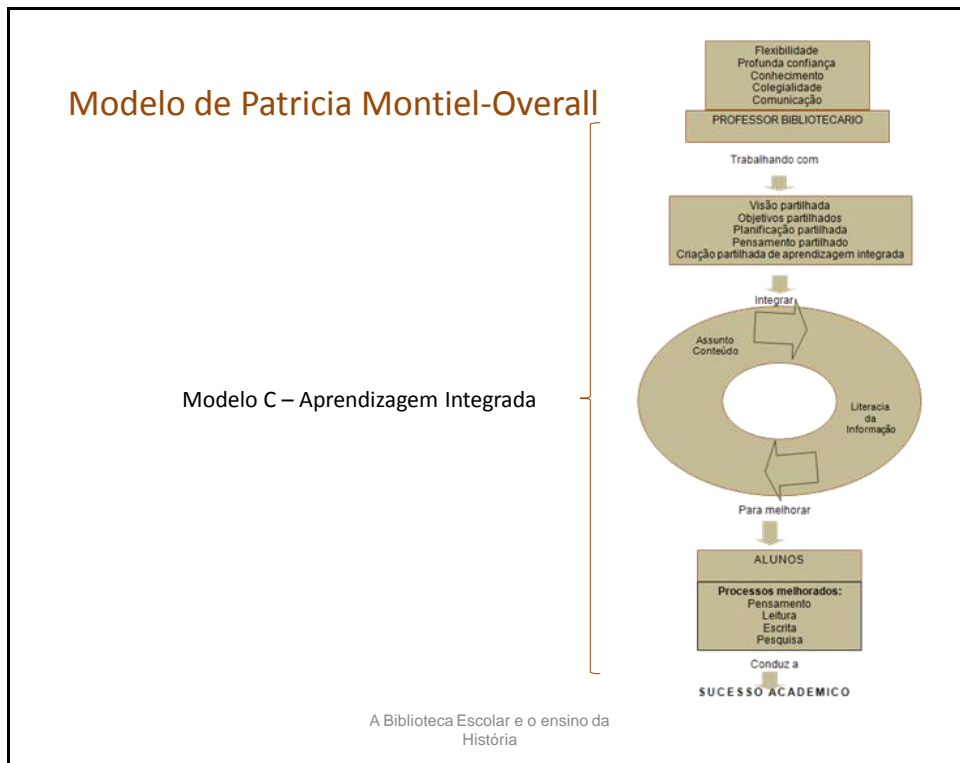 Modelo de Patricia Montiel-Overall
Flexibilidade
Profunda confiança
Conhecimento
Colegialidade
Comunicação
PROFESSOR BIBLIOTECARIO
Trabalhando com
Visão partilhada
Objetivos partilhados
Planificação partilhada
Pensamento partilhado
Criação partilhada de aprendizagem integrada
Integrar
Assunto
Conteúdo
Literacia
da
Informação
Modelo C – Aprendizagem Integrada
Para melhorar
ALUNOS
Processos melhorados:
Pensamento
Leitura
Escrita
Pesquisa
Conduz a
SUCESSO ACADEMICO
A Biblioteca Escolar e o ensino da
História